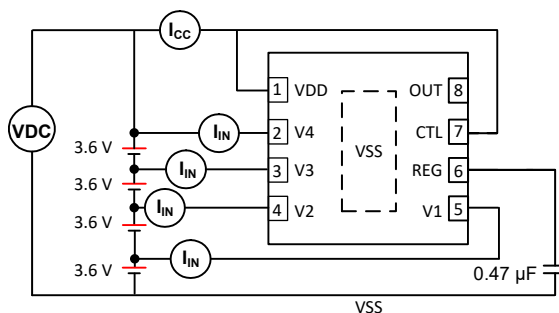 ICC
1 VDD OUT 8
VDC
IIN 2 V4 CTL 7
3.6 V
VSS
IIN 3 V3 REG 6
3.6 V
IIN 4 V2 V1 5
3.6 V
IIN
3.6 V
0.47 µF
VSS